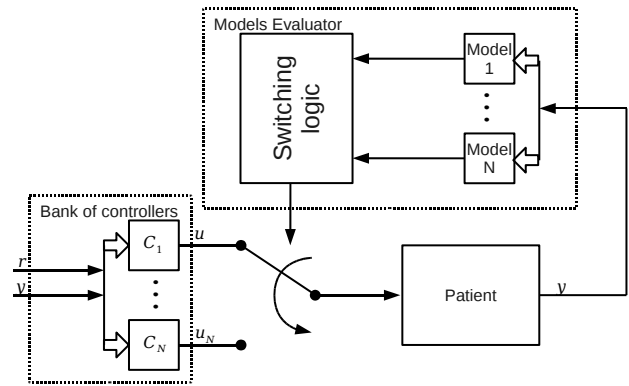 Models Evaluator
Switching
logic
Model
1
Model
N
Bank of controllers
r
y
C1
u
CN
uN
Patient
y